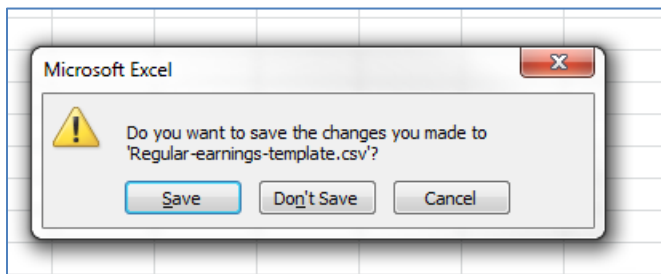 Microsoft Excel
Do you want to save the changes you made to
'Regular-earnings-template.csv'?
Save Don't Save Cancel